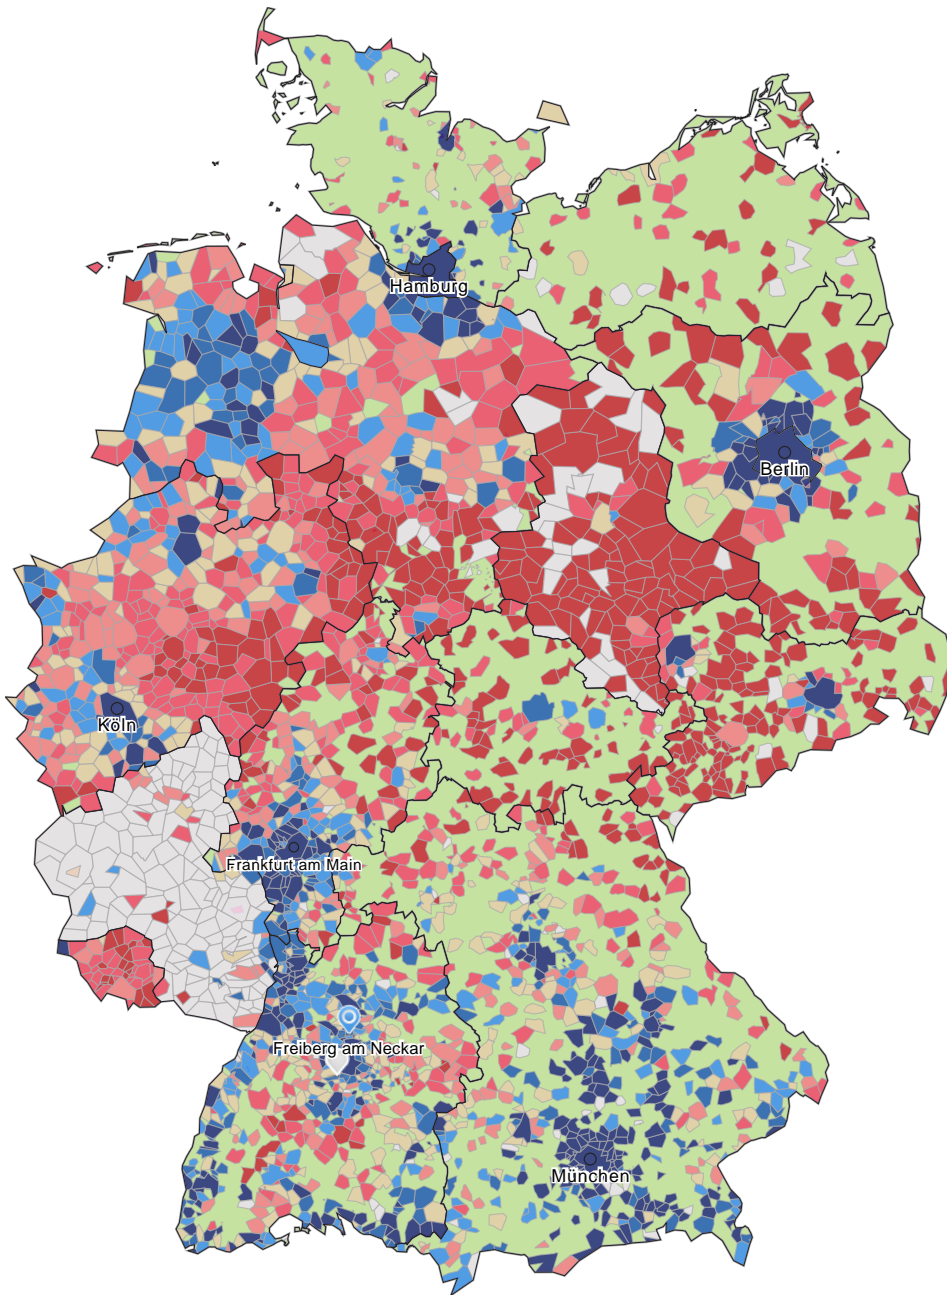 Hamburg
Berlin
Köln
Frankfurt am Main
Freiberg am Neckar
München